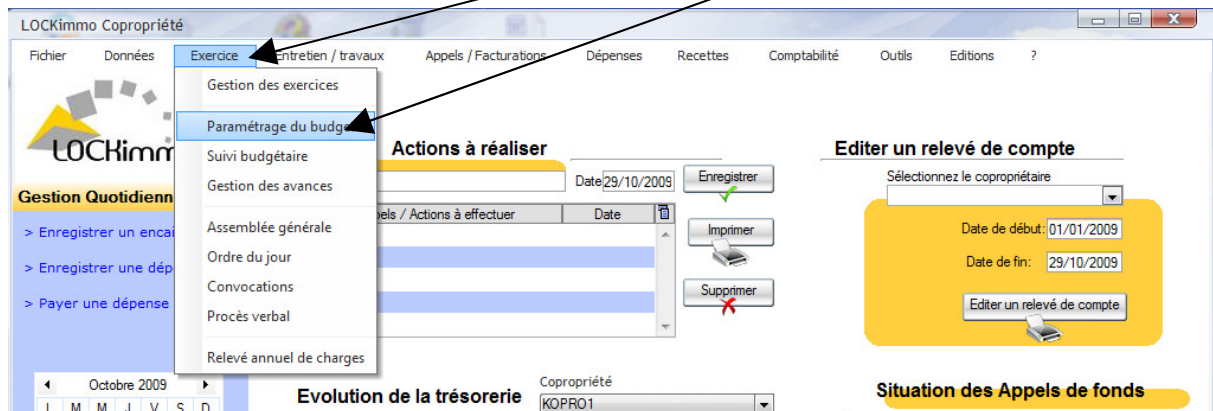 LOCKimmo Copropriété
Fichier Données Exercice Entretien / travaux Appels / Facturations Dépenses Recettes Comptabilité Outils Editions ?
Gestion des exercices
Paramétrage du budge
Suivi budgétaire
Gestion des avances
Assemblée générale
Ordre du jour
Convocations
Procès verbal
Relevé annuel de charges
LOCKimm
Gestion Quotidienn
> Enregistrer un encai
> Enregistrer une dép
> Payer une dépense
Octobre 2009
L M M J V S D
Actions à réaliser
Date 29/10/2009
Enregistrer
pels / Actions à effectuer Date
Imprimer
Supprimer
Evolution de la trésorerie
Copropriété
KOPRO1
Editer un relevé de compte
Sélectionnez le copropriétaire
Date de début: 01/01/2009
Date de fin: 29/10/2009
Editer un relevé de compte
Situation des Appels de fonds